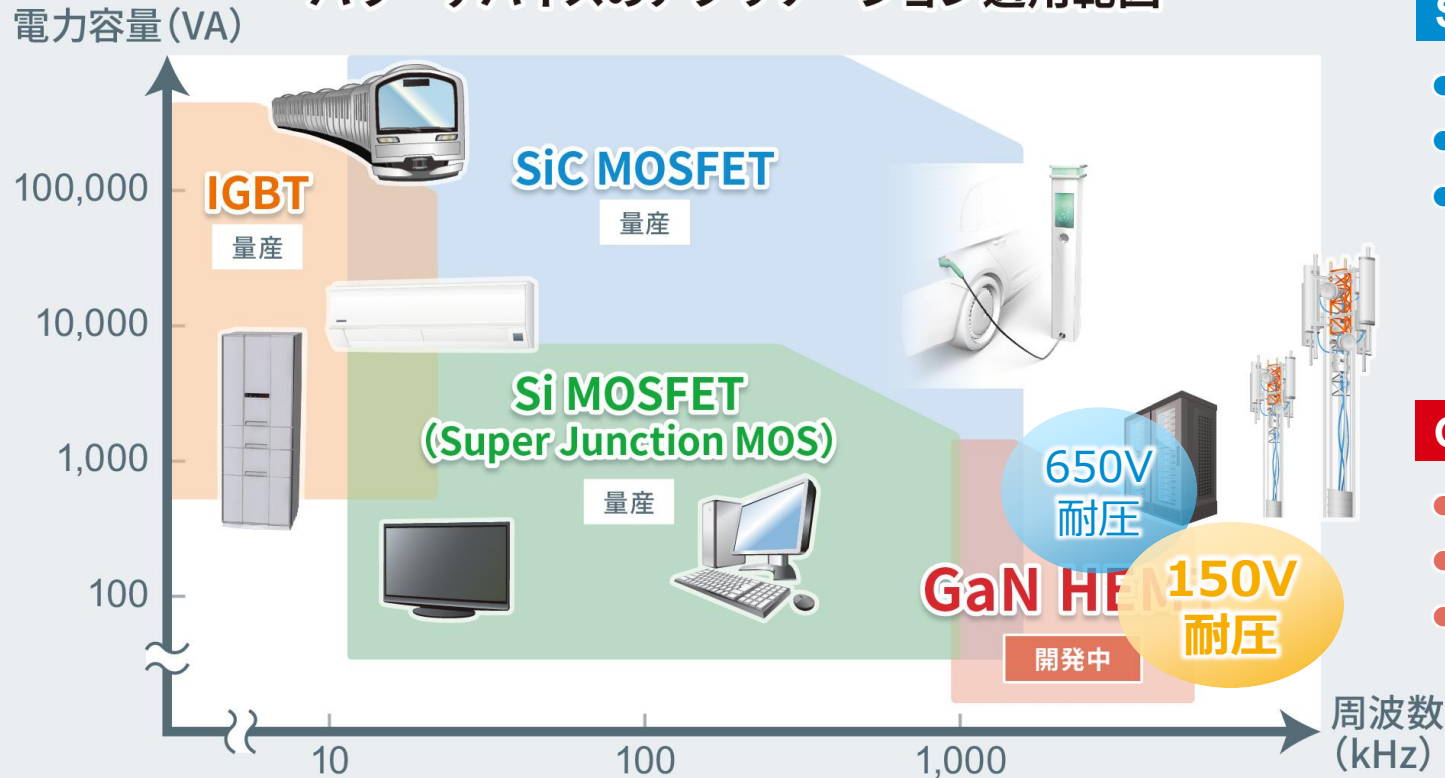 電力容量(VA)
100,000
10,000
1,000
100
IGBT
量産
SiC MOSFET
量産
Si MOSFET
(Super Junction MOS)
量産
650V
耐圧
GaN HEMT
150V
耐圧
開発中
10
100
1,000
周波数
(kHz)